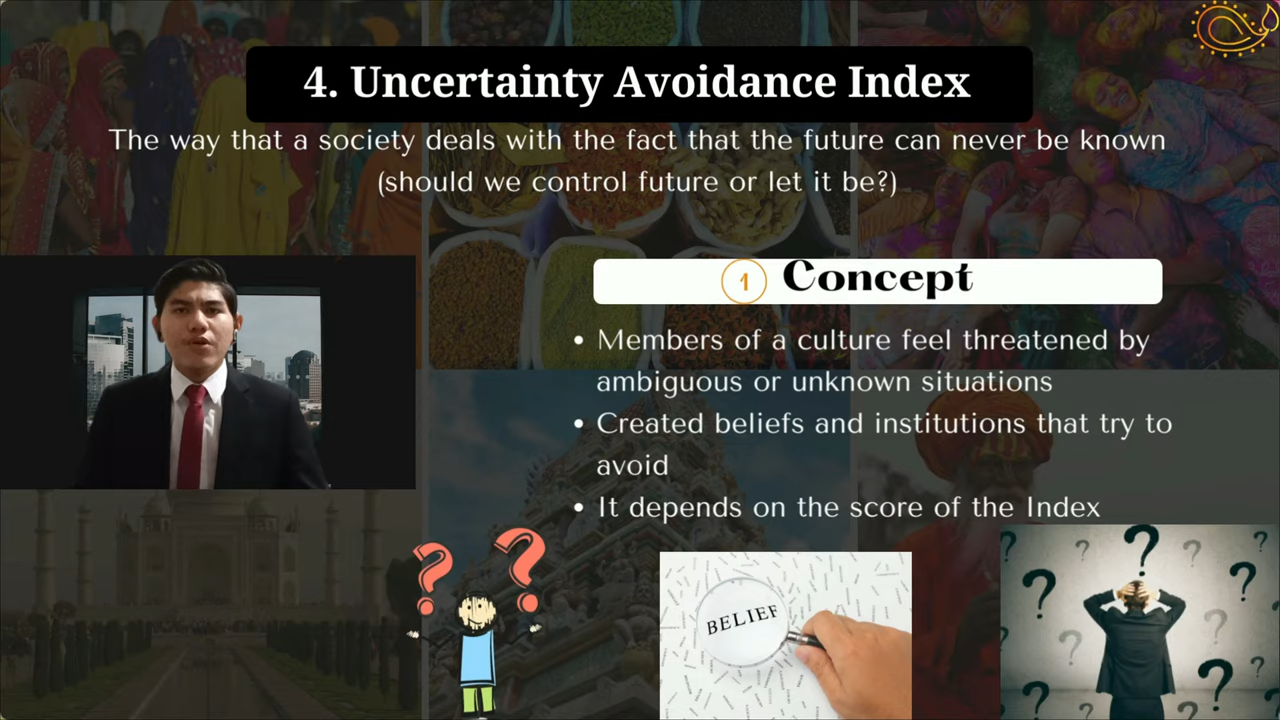 4. Uncertainty Avoidance Index
The way that a society deals with the fact that the future can never be known
(should we control future or let it be?)
1 Concept
• Members of a culture feel threatened by
ambiguous or unknown situations
• Created beliefs and institutions that try to
avoid
• It depends on the score of the Index
? ?
BELIEF
? ? ? ? ? ? ? ? ? ?